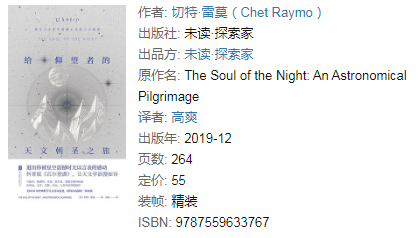 给仰望者的
天文朝圣之旅
作者: 切特·雷莫 ( Chet Raymo )
出版社: 未读·探索家
出品方: 未读·探索家
原作名: The Soul of the Night: An Astronomical
Pilgrimage
译者: 高爽
出版年: 2019-12
页数: 264
定价: 55
装帧: 精装
ISBN: 9787559633767